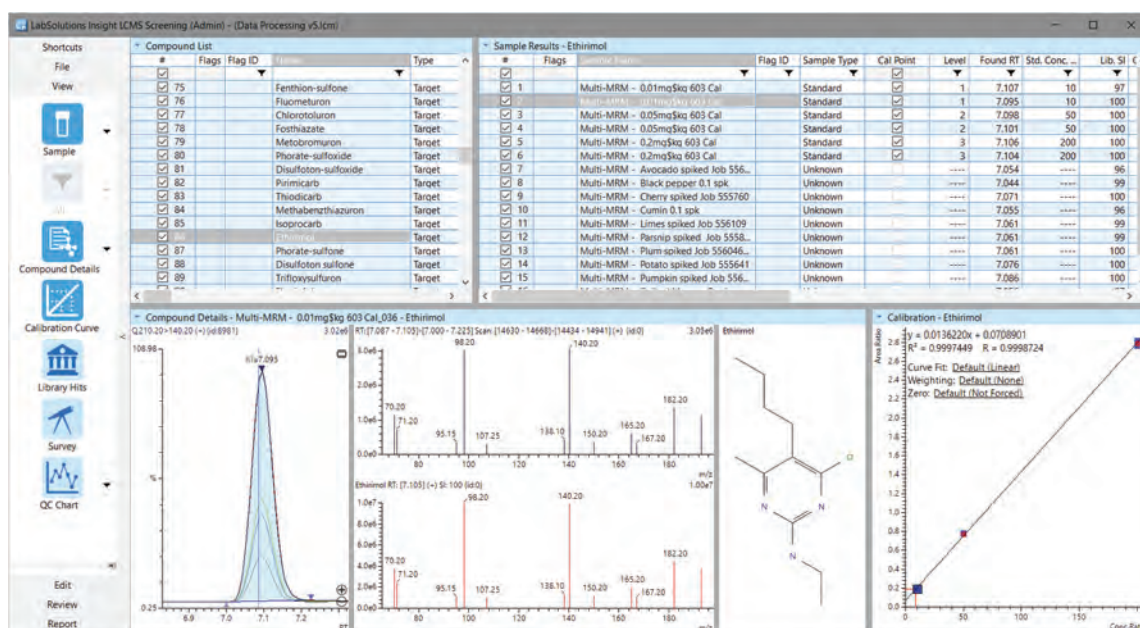 LabSolutions Insight LCMS Screening (Admin) - (Data Processing v5.lcm)
Shortcuts
File
View
Sample
Compound Details
Calibration Curve
Library Hits
Survey
QC Chart
Edit
Review
Report
Compound List
# Flags Flag ID Type
75 Fenthion-sulfone Target
76 Fluometuron Target
77 Chlorotoluron Target
78 Fosthiazate Target
79 Metobromuron Target
80 Phorate-sulfoxide Target
81 Disulfoton-sulfoxide Target
82 Pirimicarb Target
83 Thiodicarb Target
84 Methabenzthiazuron Target
85 Isoprocarb Target
86 Ethirimol Target
87 Phorate-sulfone Target
88 Disulfoton sulfone Target
89 Trifloxysulfuron Target
Sample Results - Ethirimol
# Flags Sample Name Flag ID Sample Type Cal Point Level Found RT Std. Conc. ... Lib. SI
1 Multi-MRM - 0.01mg$kg 603 Cal Standard 1 7.107 10 97
2 Multi-MRM - 0.01mg$kg 603 Cal Standard 1 7.095 10 100
3 Multi-MRM - 0.05mg$kg 603 Cal Standard 2 7.098 50 100
4 Multi-MRM - 0.05mg$kg 603 Cal Standard 2 7.101 50 100
5 Multi-MRM - 0.2mg$kg 603 Cal Standard 3 7.106 200 100
6 Multi-MRM - 0.2mg$kg 603 Cal Standard 3 7.104 200 100
7 Multi-MRM - Avocado spiked Job 556... Unknown ---- 7.054 ---- 96
8 Multi-MRM - Black pepper 0.1 spk Unknown ---- 7.044 ---- 99
9 Multi-MRM - Cherry spiked Job 555760 Unknown ---- 7.071 ---- 100
10 Multi-MRM - Cumin 0.1 spk Unknown ---- 7.055 ---- 96
11 Multi-MRM - Limes spiked Job 556109 Unknown ---- 7.061 ---- 99
12 Multi-MRM - Parsnip spiked Job 5558... Unknown ---- 7.061 ---- 99
13 Multi-MRM - Plum spiked Job 556046... Unknown ---- 7.061 ---- 100
14 Multi-MRM - Potato spiked Job 555641 Unknown ---- 7.076 ---- 100
15 Multi-MRM - Pumpkin spiked Job 556... Unknown ---- 7.086 ---- 100
Compound Details - Multi-MRM - 0.01mg$kg 603 Cal_036 - Ethirimol
Q 210.20>140.20 (+) (id:8981) 3.02e6
108.98
7.095
%
0.25
6.9 7.0 7.1 7.2
RT
RT:[7.087 - 7.105]-[7.000 - 7.225] Scan:[14630 - 14668]-[14434 - 14941] (+) (id:0) 3.05e6
3.0e6
2.0e6
1.0e6
0.0e0
70.20 71.20 95.15 98.20 107.25 138.10 140.20 150.20 165.20 167.20 182.20
80 100 120 140 160 180
m/z
Ethirimol RT: [7.105] (+) SI: 100 (id:0) 1.00e7
1.0e7
8.0e6
6.0e6
4.0e6
2.0e6
0.0e0
70.20 71.20 95.15 98.20 107.25 138.10 140.20 150.20 165.20 167.20 182.20
80 100 120 140 160 180
m/z
Ethirimol
O
N
N
N
Calibration - Ethirimol
y = 0.0136220x + 0.0708901
R² = 0.9997449 R = 0.9998724
Curve Fit: Default (Linear)
Weighting: Default (None)
Zero: Default (Not Forced)
Area Ratio
2.8
2.6
2.4
2.2
2.0
1.8
1.6
1.4
1.2
1.0
0.8
0.6
0.4
0.2
0.0
0 50 150